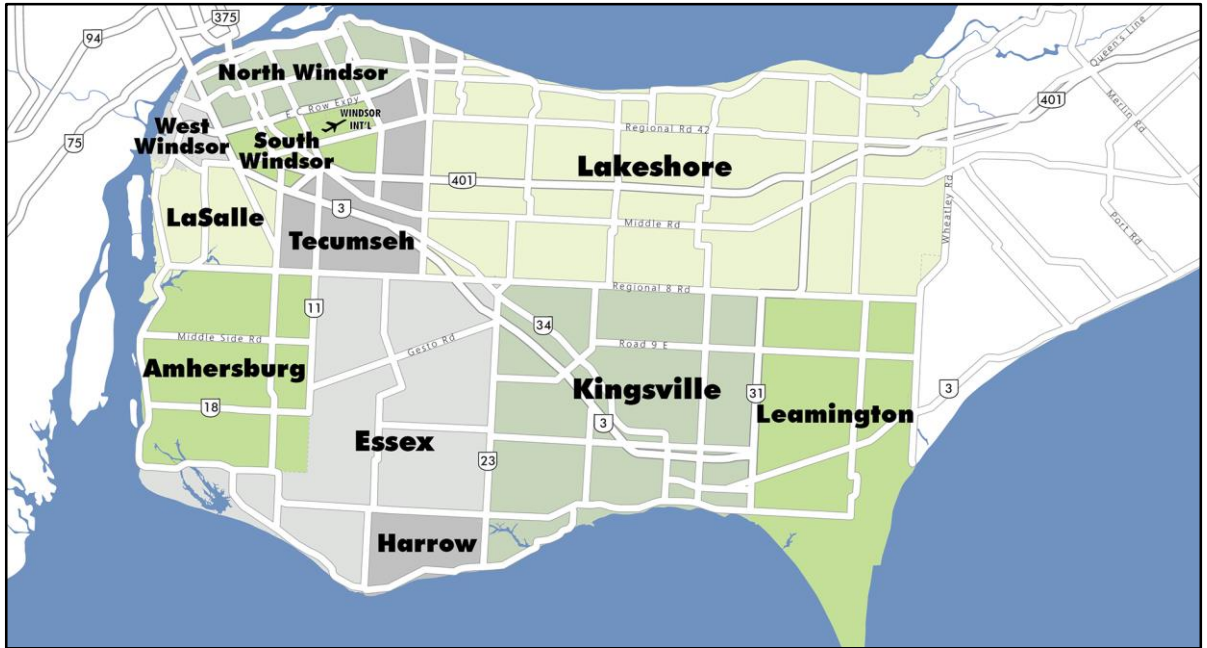 375
94
Queen's Line
North Windsor
401
Merlin Rd
E Row Expy
WINDSOR
INT'L
75
West
Windsor
South
Windsor
Regional Rd 42
Lakeshore
401
3
LaSalle
Middle Rd
Wheatley Rd
Port Rd
Tecumseh
Regional 8 Rd
11
34
Middle Side Rd
Gesto Rd
Road 9 E
Amhersburg
Kingsville
31
3
18
Leamington
3
Essex
23
Harrow